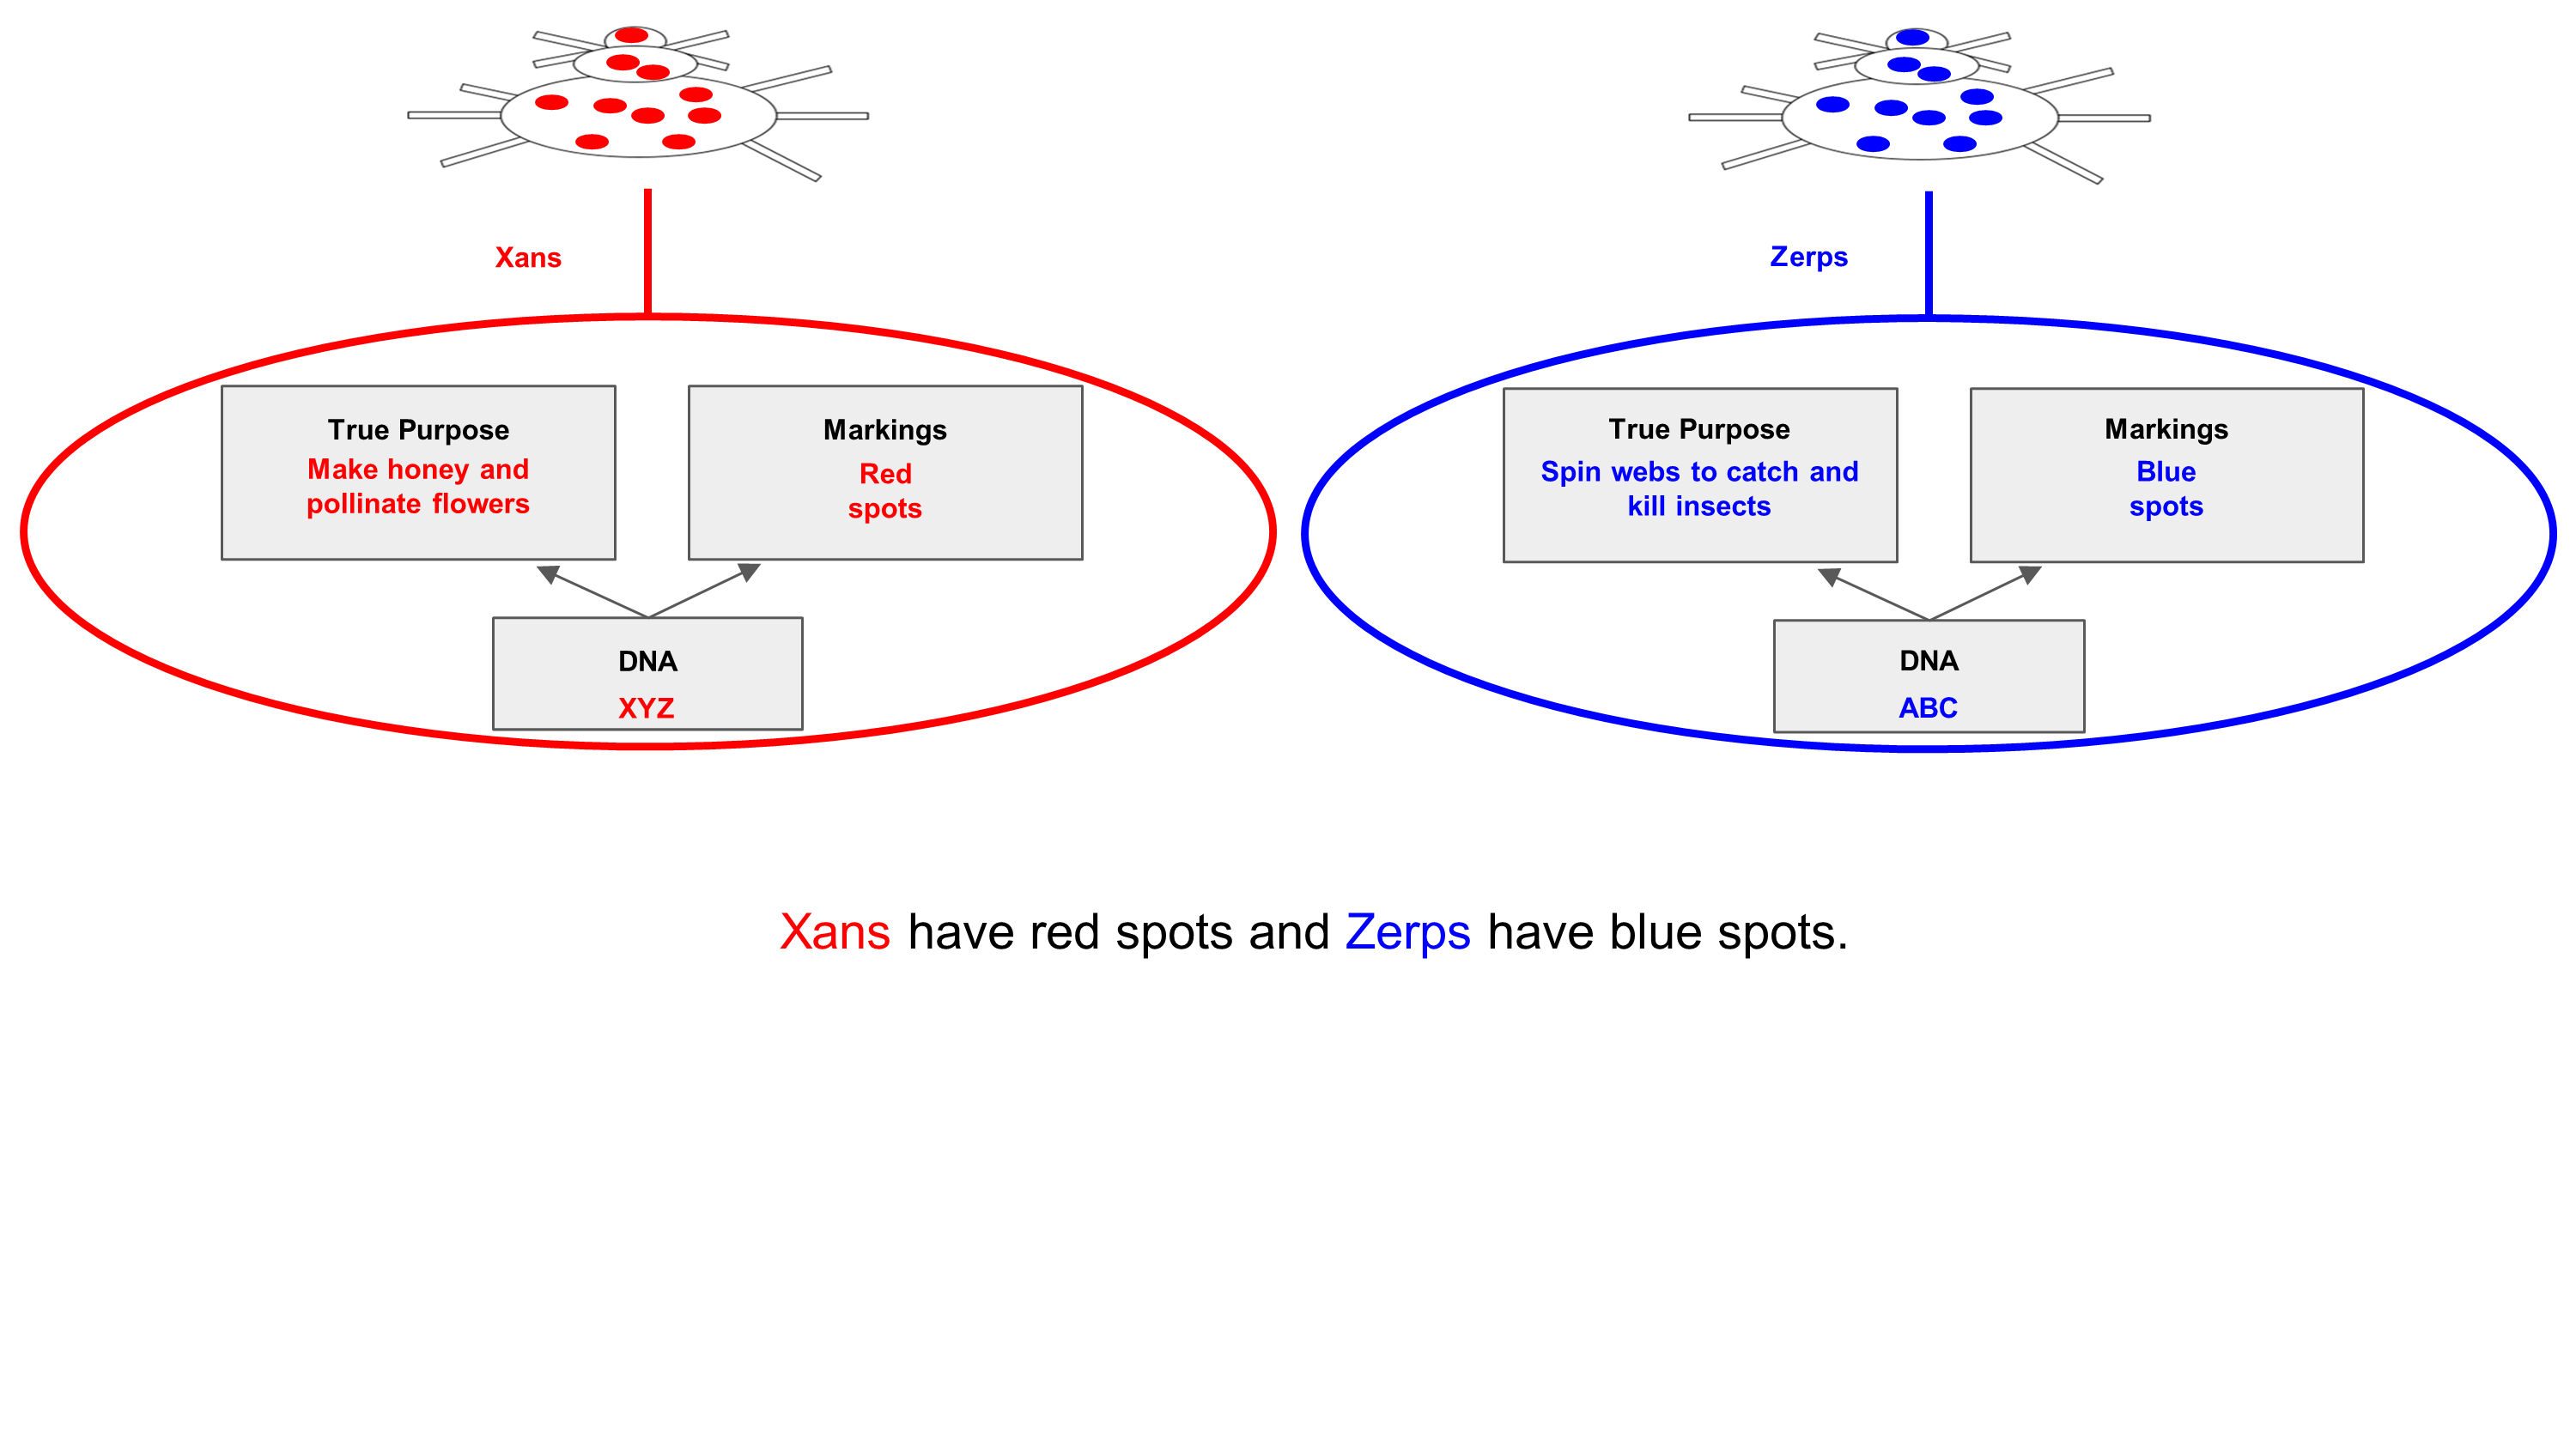 Xans
Zerps
True Purpose
Make honey and
pollinate flowers
Markings
Red
spots
DNA
XYZ
True Purpose
Spin webs to catch and
kill insects
Markings
Blue
spots
DNA
ABC
Xans have red spots and Zerps have blue spots.